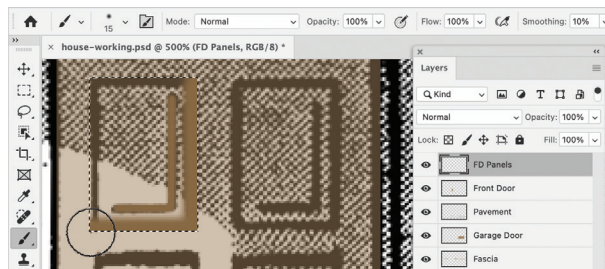 Mode: Normal Opacity: 100% Flow: 100% Smoothing: 10%
15
× house-working.psd @ 500% (FD Panels, RGB/8) *
Layers
Kind
Normal Opacity: 100%
Lock: Fill: 100%
FD Panels
Front Door
Pavement
Garage Door
Fascia